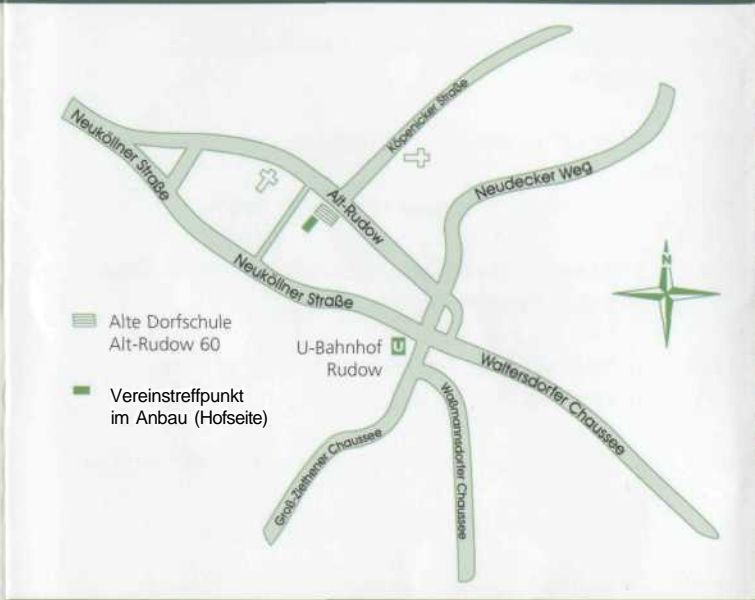 Köpenicker Straße
Neuköllner Straße
Neudecker Weg
Alt-Rudow
N
Neuköllner Straße
Alte Dorfschule
Alt-Rudow 60
U-Bahnhof
Rudow
U
Waltersdorfer Chaussee
Vereinstreffpunkt
im Anbau (Hofseite)
Waßmannsdorfer Chaussee
Groß-Ziethener Chaussee